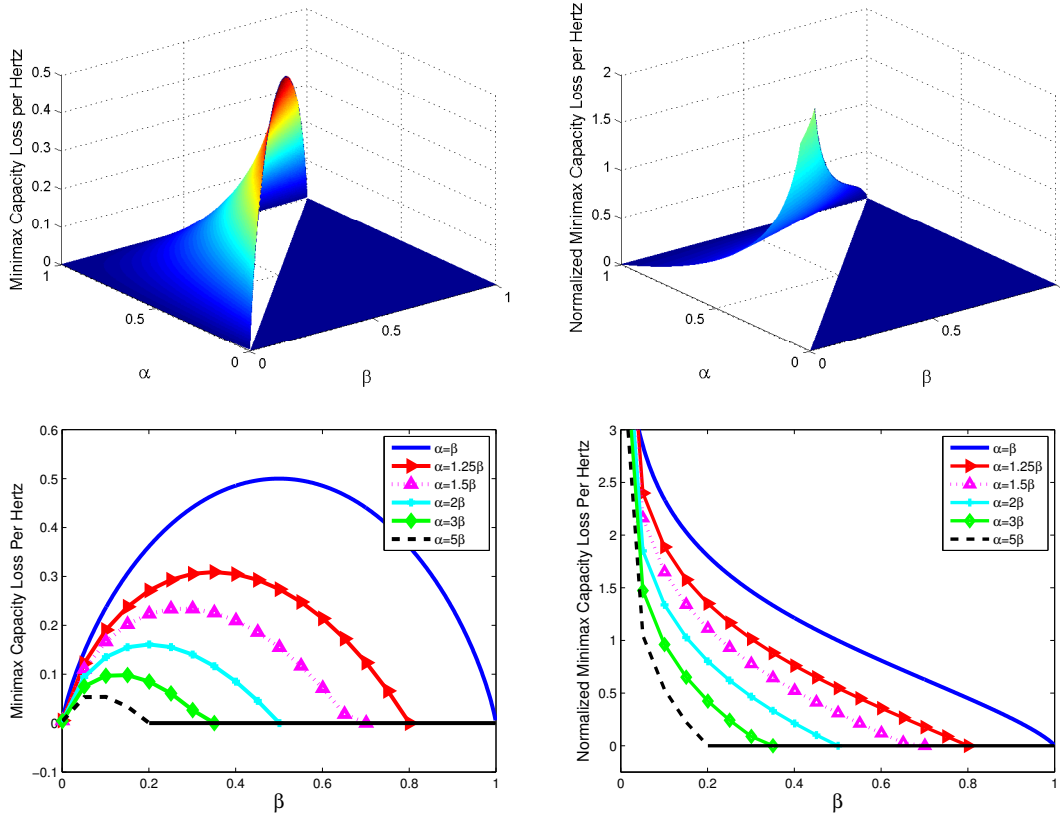 Minimax Capacity Loss per Hertz
0.5
0.4
0.3
0.2
0.1
0
1
0.5
0
α
0
0.5
1
β
Normalized Minimax Capacity Loss per Hertz
2
1.5
1
0.5
0
1
0.5
0
α
0
0.5
1
β
Minimax Capacity Loss Per Hertz
0.6
0.5
0.4
0.3
0.2
0.1
0
−0.1
0 0.2 0.4 0.6 0.8 1
β
α=β
α=1.25β
α=1.5β
α=2β
α=3β
α=5β
Normalized Minimax Capacity Loss Per Hertz
3
2.5
2
1.5
1
0.5
0
0 0.2 0.4 0.6 0.8 1
β
α=β
α=1.25β
α=1.5β
α=2β
α=3β
α=5β